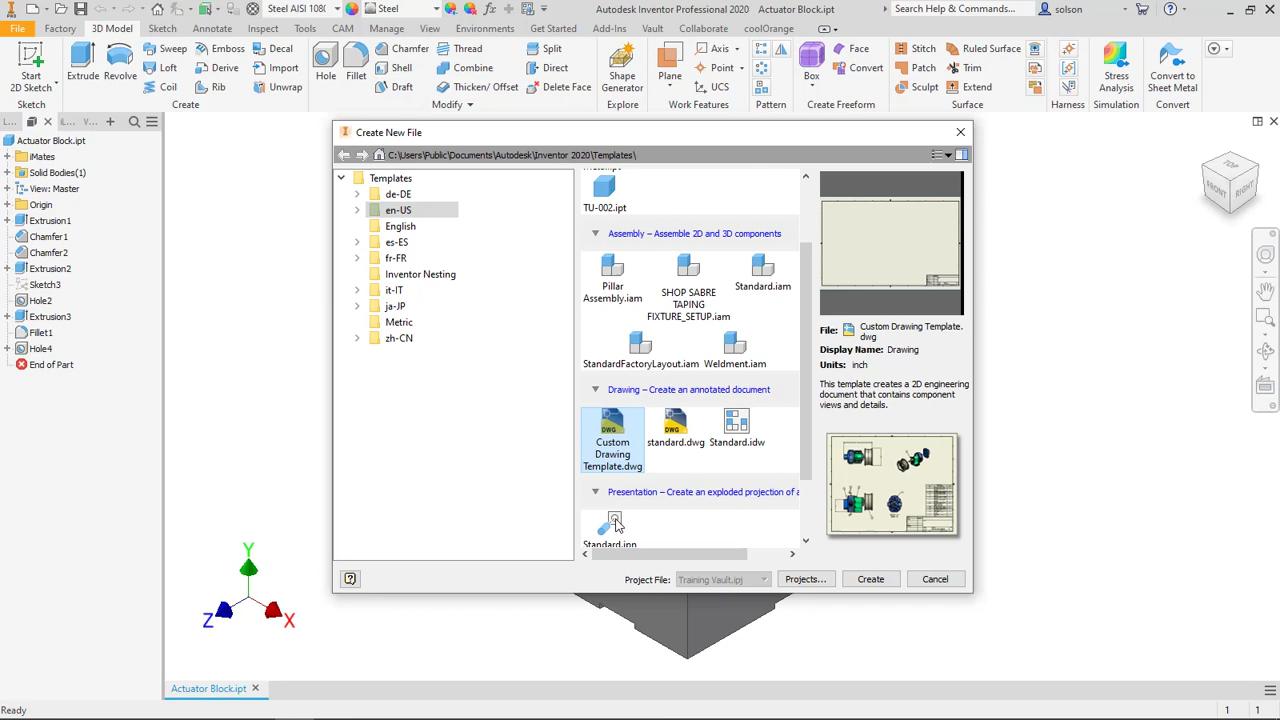 Steel AISI 1080
Steel
Autodesk Inventor Professional 2020
Actuator Block.ipt
Search Help & Commands...
solson
File
Factory
3D Model
Sketch
Annotate
Inspect
Tools
CAM
Manage
View
Environments
Get Started
Add-Ins
Vault
Collaborate
coolOrange
Start
2D Sketch
Extrude
Revolve
Sweep
Loft
Coil
Emboss
Derive
Rib
Decal
Import
Unwrap
Hole
Fillet
Chamfer
Shell
Draft
Thread
Combine
Thicken/ Offset
Split
Direct
Delete Face
Shape
Generator
Plane
Axis
Point
UCS
Box
Face
Convert
Stitch
Patch
Sculpt
Ruled Surface
Trim
Extend
Stress
Analysis
Convert to
Sheet Metal
Sketch
Create
Modify
Explore
Work Features
Pattern
Create Freeform
Surface
Harness
Simulation
Convert
Actuator Block.ipt
iMates
Solid Bodies(1)
View: Master
Origin
Extrusion1
Chamfer1
Chamfer2
Extrusion2
Sketch3
Hole2
Extrusion3
Fillet1
Hole4
End of Part
Create New File
C:\Users\Public\Documents\Autodesk\Inventor 2020\Templates\
Templates
de-DE
en-US
English
es-ES
fr-FR
Inventor Nesting
it-IT
ja-JP
Metric
zh-CN
TU-002.ipt
Assembly – Assemble 2D and 3D components
Pillar
Assembly.iam
SHOP SABRE
TAPING
FIXTURE_SETUP.iam
Standard.iam
StandardFactoryLayout.iam
Weldment.iam
Drawing – Create an annotated document
DWG
Custom
Drawing
Template.dwg
DWG
standard.dwg
Standard.idw
Presentation – Create an exploded projection of a
Standard.ipn
File:
Custom Drawing Template.
dwg
Display Name: Drawing
Units: inch
This template creates a 2D engineering
document that contains component
views and details.
Project File:
Training Vault.ipj
Projects...
Create
Cancel
TOP
FRONT
RIGHT
Y
Z
X
Actuator Block.ipt
Ready
1
1